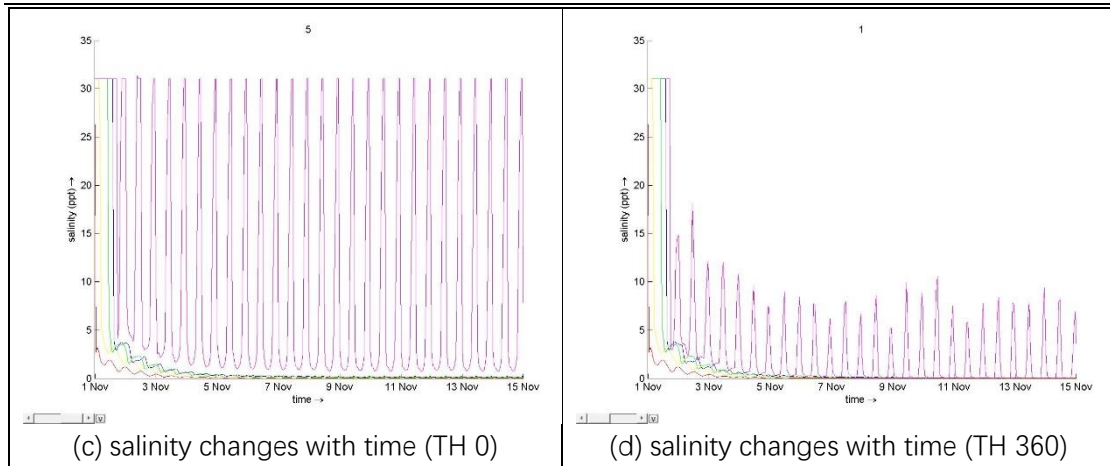 5
35
30
25
20
15
10
5
0
salinity (ppt) →
1 Nov 3 Nov 5 Nov 7 Nov 9 Nov 11 Nov 13 Nov 15 Nov
time →
V
(c) salinity changes with time (TH 0)
1
35
30
25
20
15
10
5
0
salinity (ppt) →
1 Nov 3 Nov 5 Nov 7 Nov 9 Nov 11 Nov 13 Nov 15 Nov
time →
V
(d) salinity changes with time (TH 360)